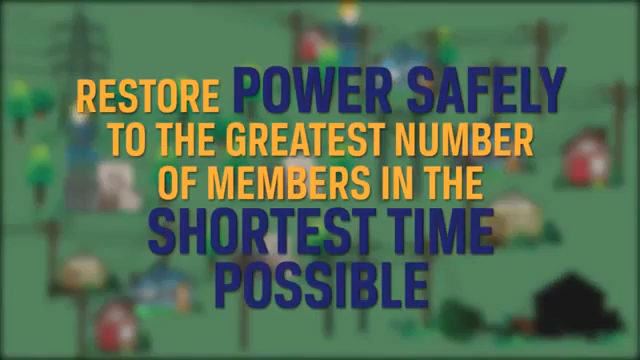 RESTORE POWER SAFELY
TO THE GREATEST NUMBER
OF MEMBERS IN THE
SHORTEST TIME
POSSIBLE